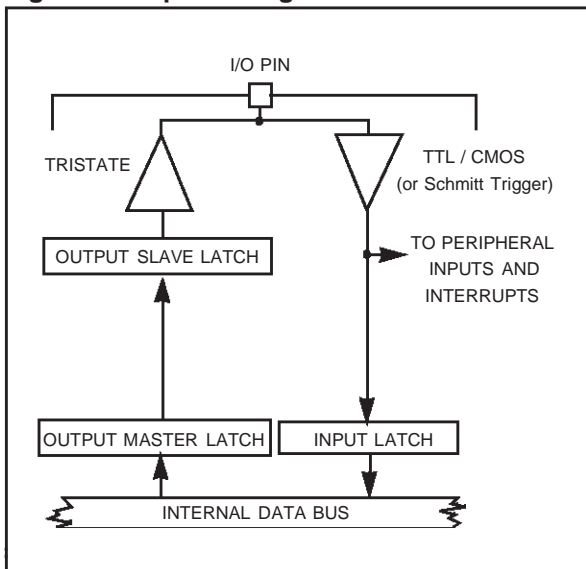 I/O PIN
TRISTATE
TTL / CMOS
(or Schmitt Trigger)
TO PERIPHERAL
INPUTS AND
INTERRUPTS
OUTPUT SLAVE LATCH
OUTPUT MASTER LATCH
INPUT LATCH
INTERNAL DATA BUS